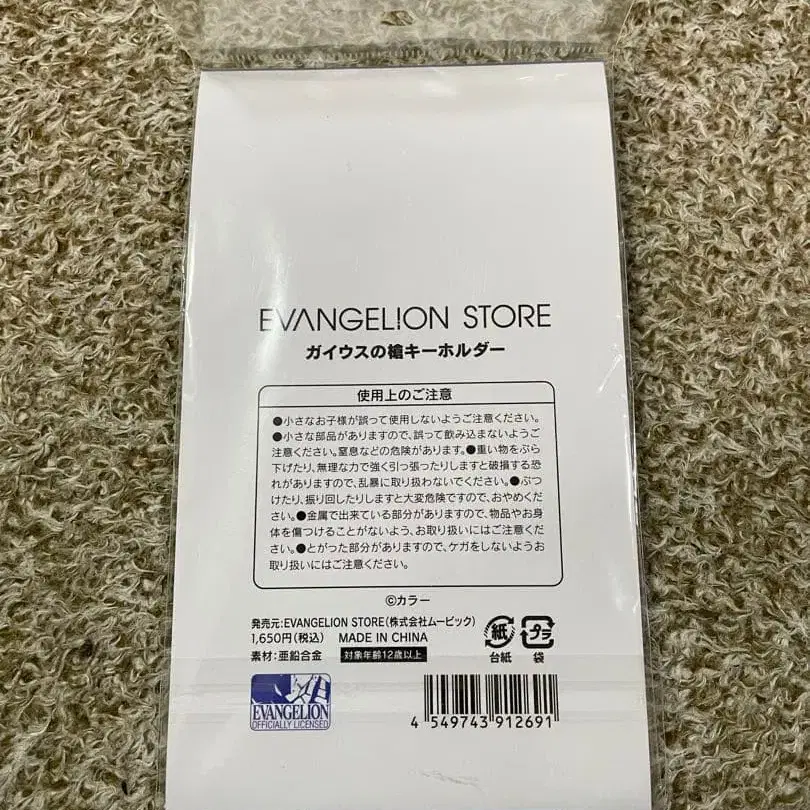 EVANGELION STORE
ガイウスの槍キーホルダー
使用上のご注意
●小さなお子様が誤って使用しないようご注意ください。
●小さな部品がありますので、誤って飲み込まないようご
注意ください。窒息などの危険があります。●重い物をぶら
下げたり、無理な力で強く引っ張ったりしますと破損する恐
れがありますので、乱暴に取り扱わないでください。●ぶつ
けたり、振り回したりしますと大変危険ですので、おやめくだ
さい。●金属で出来ている部分がありますので、物品やお身
体を傷つけることがないよう、お取り扱いにはご注意くだ
さい。●とがった部分がありますので、ケガをしないようお
取り扱いにはご注意ください。
©カラー
発売元:EVANGELION STORE(株式会社ムービック)
1,650円(税込) MADE IN CHINA
素材:亜鉛合金 対象年齢12歳以上
紙 プラ
台紙 袋
EVANGELION
OFFICIALLY LICENSED
4 549743 912691